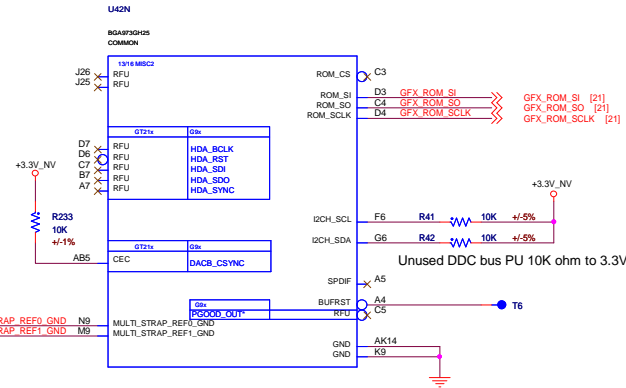 U42N
BGA973GH25
COMMON
13/16 MISC2
J26 RFU
J25 RFU
ROM_CS C3
ROM_SI D3 GFX_ROM_SI GFX_ROM_SI [21]
ROM_SO C4 GFX_ROM_SO GFX_ROM_SO [21]
ROM_SCLK D4 GFX_ROM_SCLK GFX_ROM_SCLK [21]
GT21x G9x
D7 RFU HDA_BCLK
D6 RFU HDA_RST
C7 RFU HDA_SDI
B7 RFU HDA_SDO
A7 RFU HDA_SYNC
+3.3V_NV
R233
10K
+/-1%
+3.3V_NV
I2CH_SCL F6 R41 10K +/-5%
I2CH_SDA G6 R42 10K +/-5%
Unused DDC bus PU 10K ohm to 3.3V
GT21x G9x
AB5 CEC DACB_CSYNC
SPDIF A5
G9x
PGOOD_OUT*
BUFRST A4 T6
RFU C5
RAP_REF0_GND N9 MULTI_STRAP_REF0_GND
RAP_REF1_GND M9 MULTI_STRAP_REF1_GND
GND AK14
GND K9